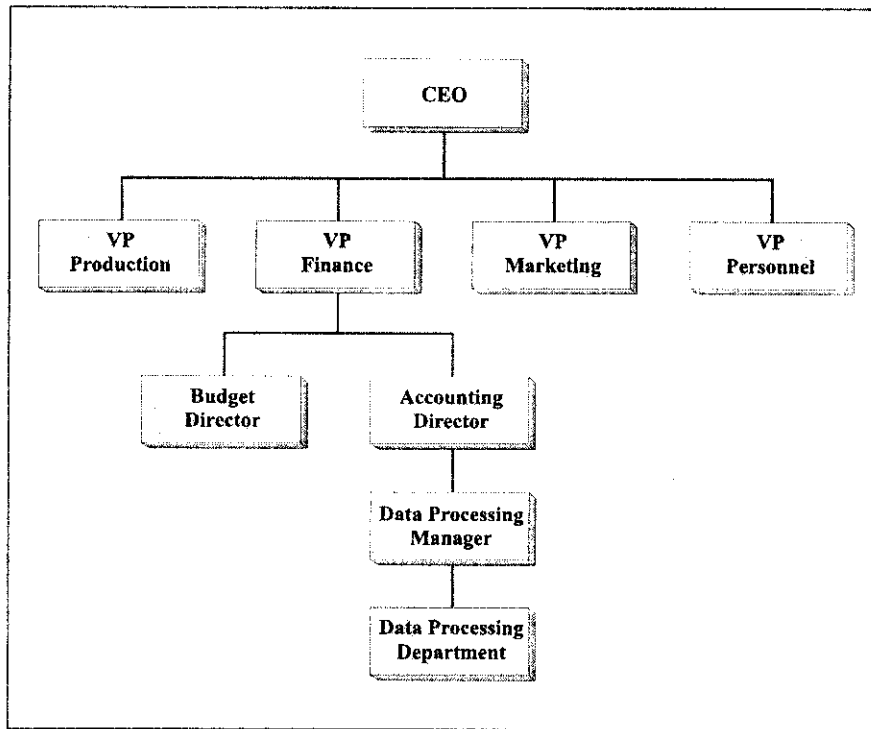 CEO
VP
Production
VP
Finance
VP
Marketing
VP
Personnel
Budget
Director
Accounting
Director
Data Processing
Manager
Data Processing
Department